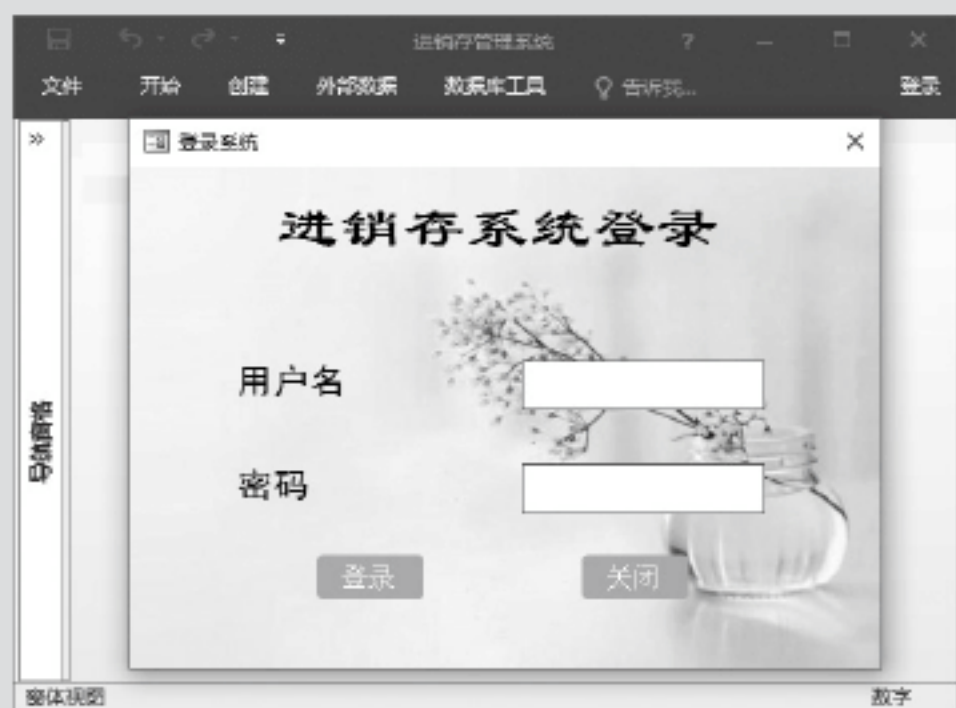 进销存管理系统 ?
文件 开始 创建 外部数据 数据库工具 告诉我... 登录
» 登录系统
进销存系统登录
用户名
导航窗格
密码
登录 关闭
窗体视图 数字